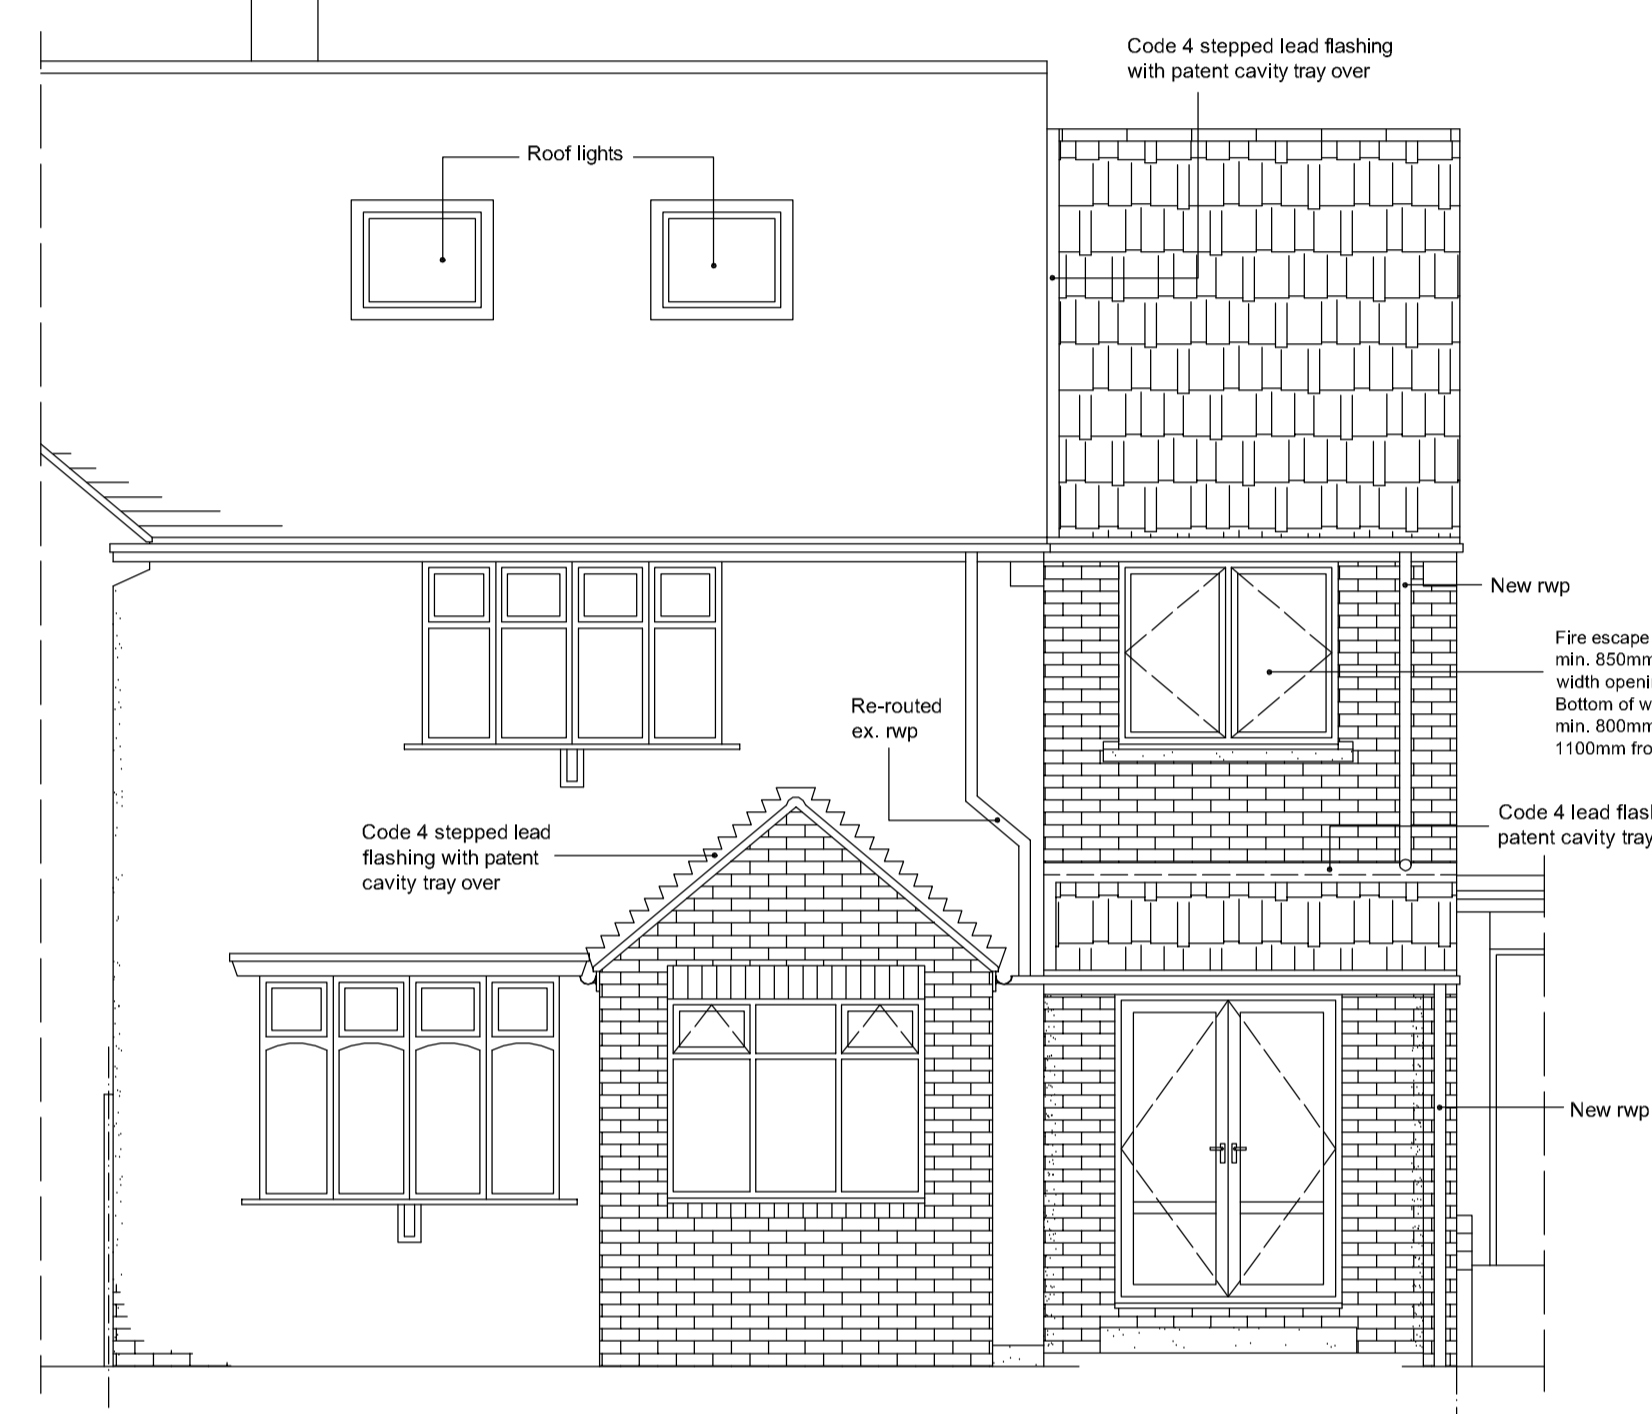 Code 4 stepped lead flashing
with patent cavity tray over
Roof lights
New rwp
Fire escape
min. 850mm
width openi
Bottom of w
min. 800mm
1100mm fro
Re-routed
ex. rwp
Code 4 lead flas
patent cavity tray
Code 4 stepped lead
flashing with patent
cavity tray over
New rwp